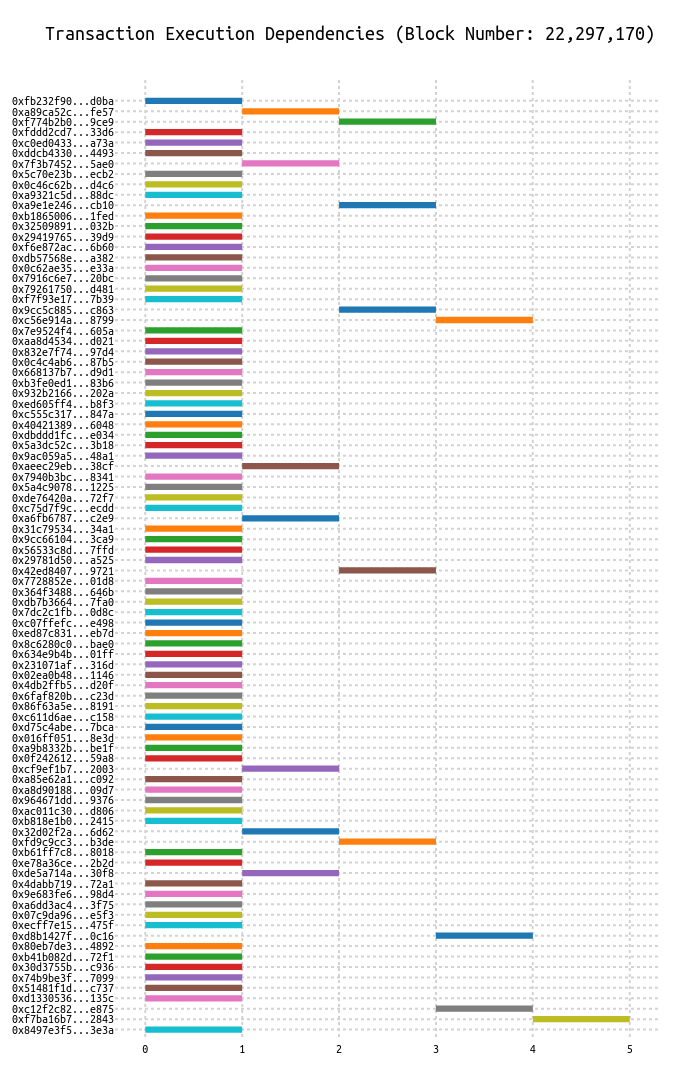 Transaction Execution Dependencies (Block Number: 22,297,170)
0xfb232f90...d0ba
0xa89ca52c...fe57
0xf774b2b0...9ce9
0xfddd2cd7...33d6
0xc0ed0433...a73a
0xddcb4330...4493
0x7f3b7452...5ae0
0x5c70e23b...ecb2
0x0c46c62b...d4c6
0xa9321c5d...88dc
0xa9e1e246...cb10
0xb1865006...1fed
0x32509891...032b
0x29419765...39d9
0xf6e872ac...6b60
0xdb57568e...a382
0x0c62ae35...e33a
0x7916c6e7...20bc
0x79261750...d481
0xf7f93e17...7b39
0x9cc5c885...c863
0xc56e914a...8799
0x7e9524f4...605a
0xaa8d4534...d021
0x832e7f74...97d4
0x0c4c4ab6...87b5
0x668137b7...d9d1
0xb3fe0ed1...83b6
0x932b2166...202a
0xed605ff4...b8f3
0xc555c317...847a
0x40421389...6048
0xdbddd1fc...e034
0x5a3dc52c...3b18
0x9ac059a5...48a1
0xaeec29eb...38cf
0x7940b3bc...8341
0x5a4c9078...1225
0xde76420a...72f7
0xc75d7f9c...ecdd
0xa6fb6787...c2e9
0x31c79534...34a1
0x9cc66104...3ca9
0x56533c8d...7ffd
0x29781d50...a525
0x42ed8407...9721
0x7728852e...01d8
0x364f3488...646b
0xdb7b3664...7fa0
0x7dc2c1fb...0d8c
0xc07ffefc...e498
0xed87c831...eb7d
0x8c6280c0...bae0
0x634e9b4b...01ff
0x231071af...316d
0x02ea0b48...1146
0x4db2ffb5...d20f
0x6faf820b...c23d
0x86f63a5e...8191
0xc611d6ae...c158
0xd75c4abe...7bca
0x016ff051...8e3d
0xa9b8332b...be1f
0x0f242612...59a8
0xcf9ef1b7...2003
0xa85e62a1...c092
0xa8d90188...09d7
0x964671dd...9376
0xac011c30...d806
0xb818e1b0...2415
0x32d02f2a...6d62
0xfd9c9cc3...b3de
0xb61ff7c8...8018
0xe78a36ce...2b2d
0xde5a714a...30f8
0x4dabb719...72a1
0x9e683fe6...98d4
0xa6dd3ac4...3f75
0x07c9da96...e5f3
0xecff7e15...475f
0xd8b1427f...0c16
0x80eb7de3...4892
0xb41b082d...72f1
0x30d3755b...c936
0x74b9be3f...7099
0x51481f1d...c737
0xd1330536...135c
0xc12f2c82...e875
0xf7ba16b7...2843
0x8497e3f5...3e3a
0 1 2 3 4 5